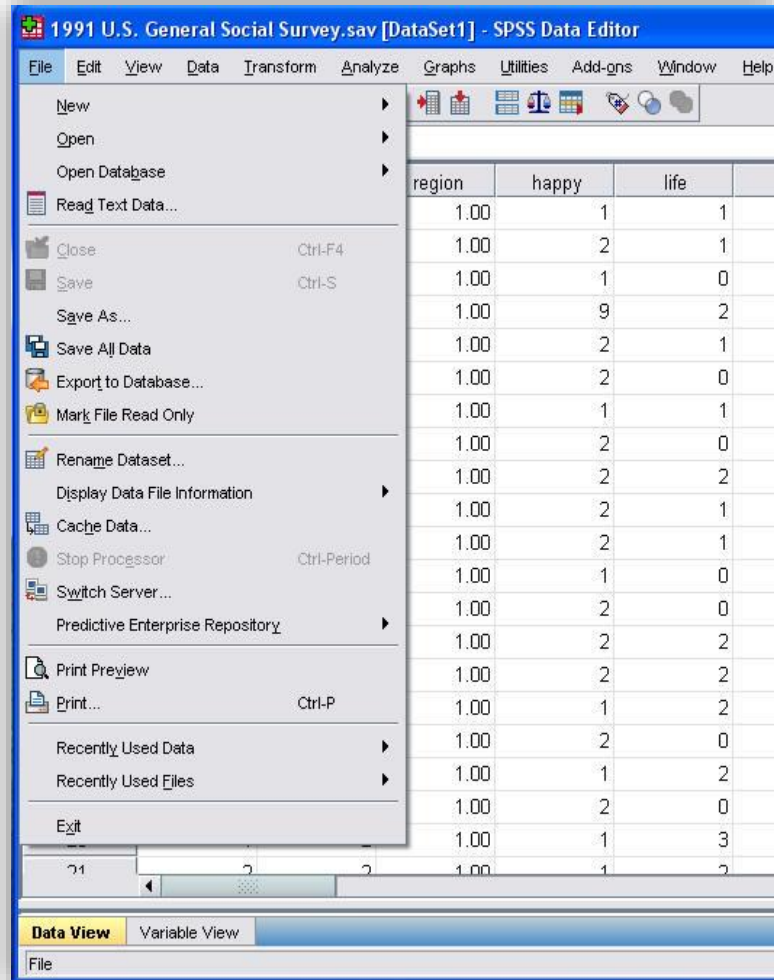 1991 U.S. General Social Survey.sav [DataSet1] - SPSS Data Editor
File Edit View Data Transform Analyze Graphs Utilities Add-ons Window Help
New
Open
Open Database
Read Text Data...
Close Ctrl-F4
Save Ctrl-S
Save As...
Save All Data
Export to Database...
Mark File Read Only
Rename Dataset...
Display Data File Information
Cache Data...
Stop Processor Ctrl-Period
Switch Server...
Predictive Enterprise Repository
Print Preview
Print... Ctrl-P
Recently Used Data
Recently Used Files
Exit
region happy life
1.00 1 1
1.00 2 1
1.00 1 0
1.00 9 2
1.00 2 1
1.00 2 0
1.00 1 1
1.00 2 0
1.00 2 2
1.00 2 1
1.00 2 1
1.00 1 0
1.00 2 0
1.00 2 2
1.00 2 2
1.00 1 2
1.00 2 0
1.00 1 2
1.00 2 0
1.00 1 3
21 2 2 1.00 1 2
Data View Variable View
File